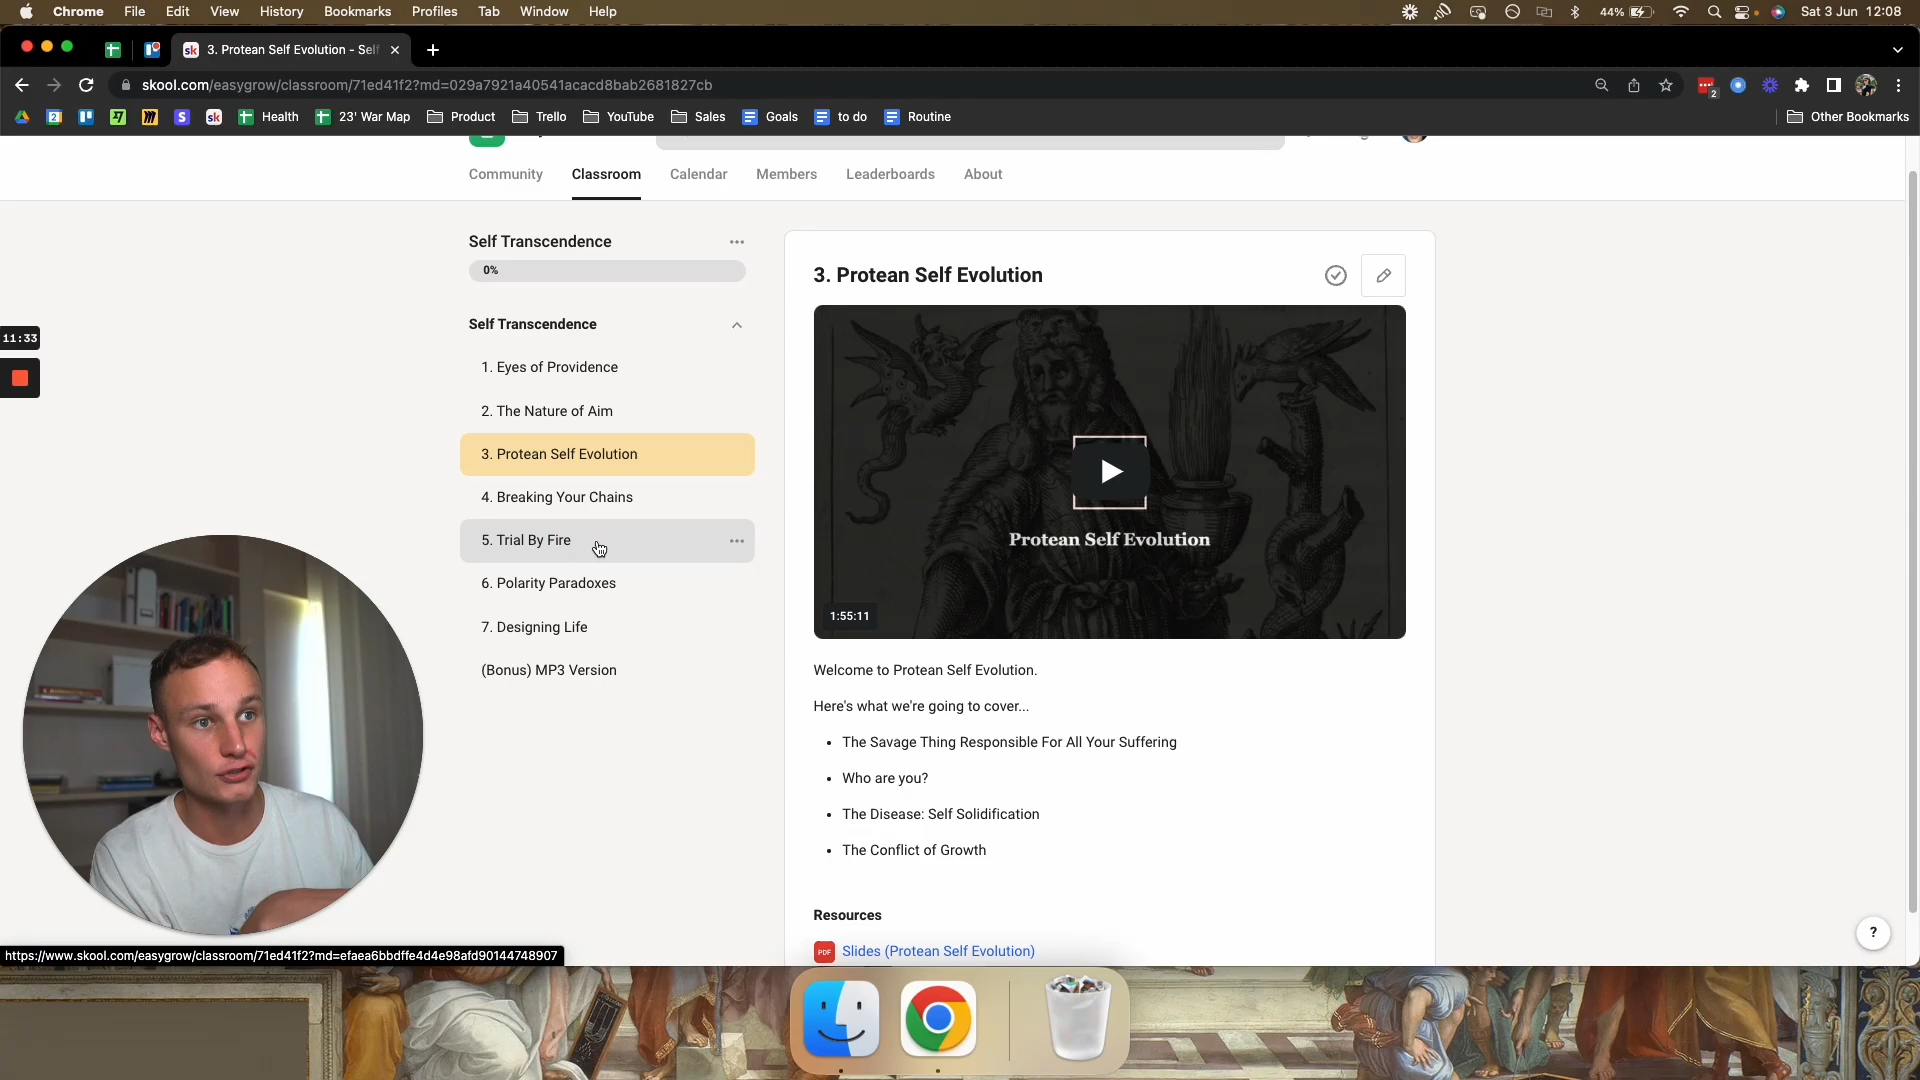 Chrome File Edit View History Bookmarks Profiles Tab Window Help 44% Sat 3 Jun 12:08
3. Protean Self Evolution - Self
skool.com/easygrow/classroom/71ed41f2?md=029a7921a40541acacd8bab2681827cb
2
2 sk Health 23' War Map Product Trello YouTube Sales Goals to do Routine Other Bookmarks
Community Classroom Calendar Members Leaderboards About
Self Transcendence
0%
Self Transcendence
1. Eyes of Providence
2. The Nature of Aim
3. Protean Self Evolution
4. Breaking Your Chains
5. Trial By Fire
6. Polarity Paradoxes
7. Designing Life
(Bonus) MP3 Version
11:33
3. Protean Self Evolution
Protean Self Evolution
1:55:11
Welcome to Protean Self Evolution.
Here's what we're going to cover...
• The Savage Thing Responsible For All Your Suffering
• Who are you?
• The Disease: Self Solidification
• The Conflict of Growth
Resources
PDF Slides (Protean Self Evolution)
?
https://www.skool.com/easygrow/classroom/71ed41f2?md=efaea6bbdffe4d4e98afd90144748907